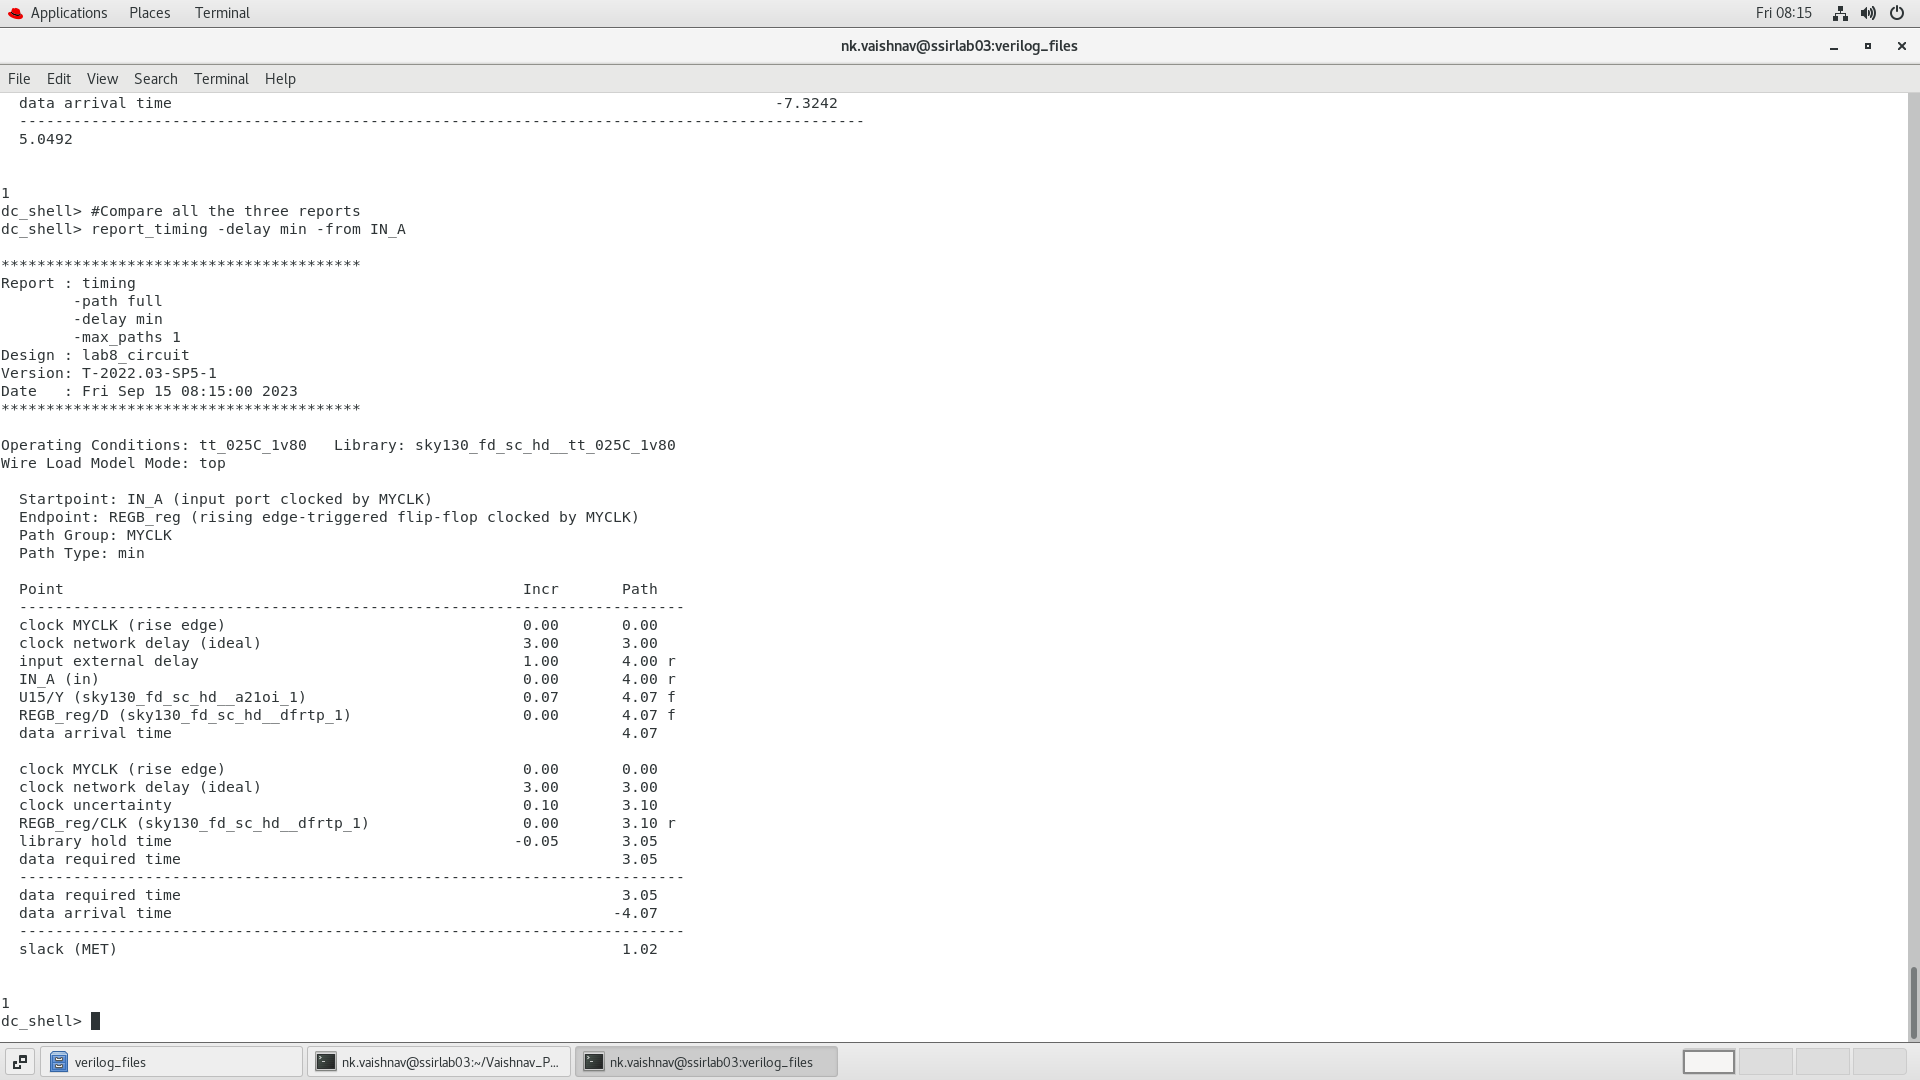 Applications Places Terminal Fri 08:15
nk.vaishnav@ssirlab03:verilog_files
File Edit View Search Terminal Help
  data arrival time                                                                   -7.3242
  ----------------------------------------------------------------------------------------------
  5.0492
1
dc_shell> #Compare all the three reports
dc_shell> report_timing -delay min -from IN_A
****************************************
Report : timing
        -path full
        -delay min
        -max_paths 1
Design : lab8_circuit
Version: T-2022.03-SP5-1
Date   : Fri Sep 15 08:15:00 2023
****************************************
Operating Conditions: tt_025C_1v80   Library: sky130_fd_sc_hd__tt_025C_1v80
Wire Load Model Mode: top
  Startpoint: IN_A (input port clocked by MYCLK)
  Endpoint: REGB_reg (rising edge-triggered flip-flop clocked by MYCLK)
  Path Group: MYCLK
  Path Type: min
  Point                                                   Incr       Path
  --------------------------------------------------------------------------
  clock MYCLK (rise edge)                                 0.00       0.00
  clock network delay (ideal)                             3.00       3.00
  input external delay                                    1.00       4.00 r
  IN_A (in)                                               0.00       4.00 r
  U15/Y (sky130_fd_sc_hd__a21oi_1)                        0.07       4.07 f
  REGB_reg/D (sky130_fd_sc_hd__dfrtp_1)                   0.00       4.07 f
  data arrival time                                                  4.07
  clock MYCLK (rise edge)                                 0.00       0.00
  clock network delay (ideal)                             3.00       3.00
  clock uncertainty                                       0.10       3.10
  REGB_reg/CLK (sky130_fd_sc_hd__dfrtp_1)                 0.00       3.10 r
  library hold time                                      -0.05       3.05
  data required time                                                 3.05
  --------------------------------------------------------------------------
  data required time                                                 3.05
  data arrival time                                                 -4.07
  --------------------------------------------------------------------------
  slack (MET)                                                        1.02
1
dc_shell>
verilog_files nk.vaishnav@ssirlab03:~/Vaishnav_P... nk.vaishnav@ssirlab03:verilog_files